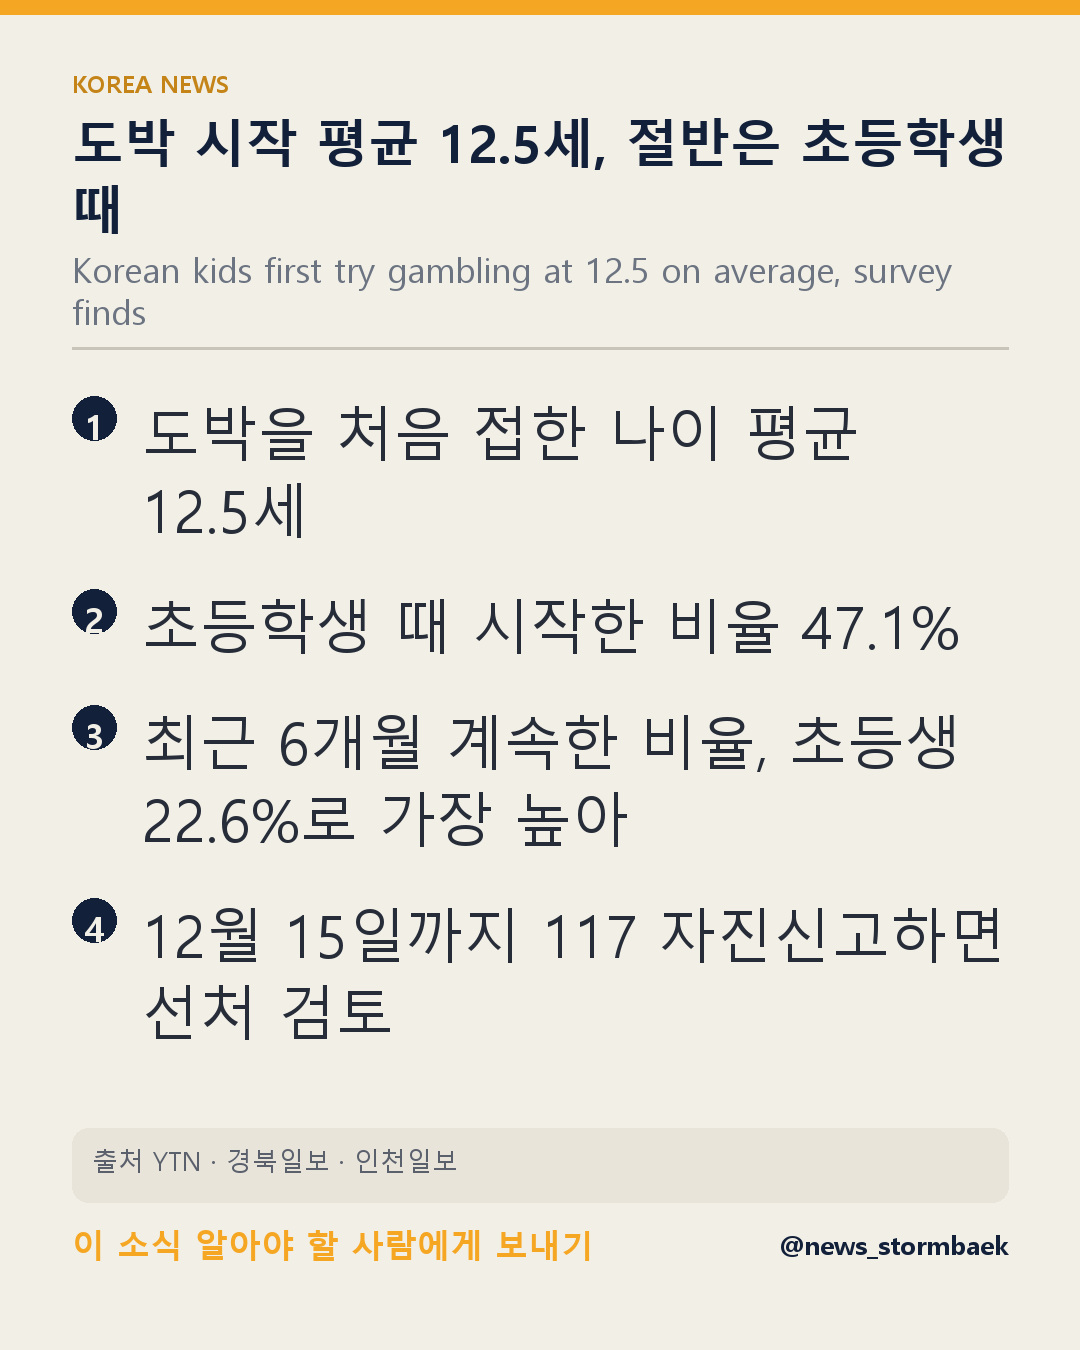 KOREA NEWS
도박 시작 평균 12.5세, 절반은 초등학생
때
Korean kids first try gambling at 12.5 on average, survey
finds
1 도박을 처음 접한 나이 평균
12.5세
2 초등학생 때 시작한 비율 47.1%
3 최근 6개월 계속한 비율, 초등생
22.6%로 가장 높아
4 12월 15일까지 117 자진신고하면
선처 검토
출처 YTN · 경북일보 · 인천일보
이 소식 알아야 할 사람에게 보내기
@news_stormbaek